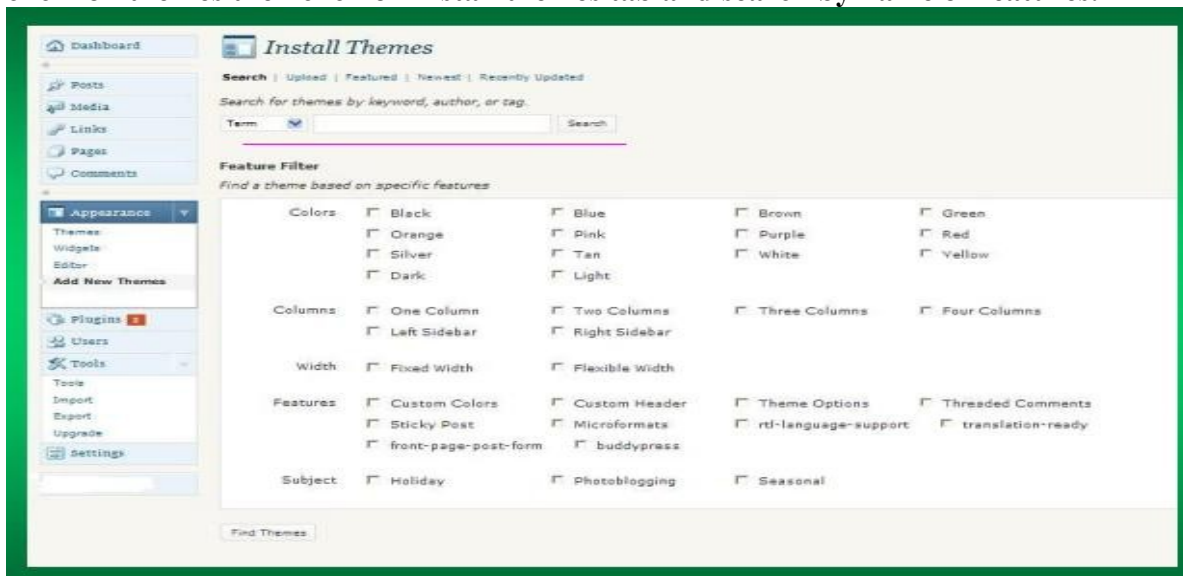 Dashboard
Posts
Media
Links
Pages
Comments
Appearance
Themes
Widgets
Editor
Add New Themes
Plugins
Users
Tools
Tools
Import
Export
Upgrade
Settings
Install Themes
Search | Upload | Featured | Newest | Recently Updated
Search for themes by keyword, author, or tag.
Term Search
Feature Filter
Find a theme based on specific features
Colors Black Blue Brown Green
Orange Pink Purple Red
Silver Tan White Yellow
Dark Light
Columns One Column Two Columns Three Columns Four Columns
Left Sidebar Right Sidebar
Width Fixed Width Flexible Width
Features Custom Colors Custom Header Theme Options Threaded Comments
Sticky Post Microformats rtl-language-support translation-ready
front-page-post-form buddypress
Subject Holiday Photoblogging Seasonal
Find Themes